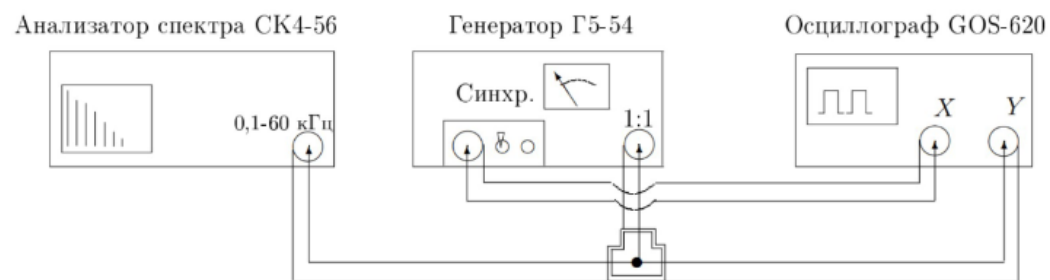 Анализатор спектра СК4-56
Генератор Г5-54
Осциллограф GOS-620
0,1-60 кГц
Синхр.
1:1
X
Y